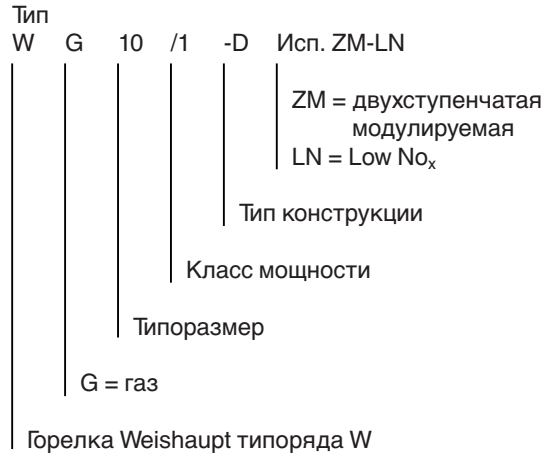 Тип
W G 10 /1 -D Исп. ZM-LN
ZM = двухступенчатая
модулируемая
LN = Low Noₓ
Тип конструкции
Класс мощности
Типоразмер
G = газ
Горелка Weishaupt типоряда W